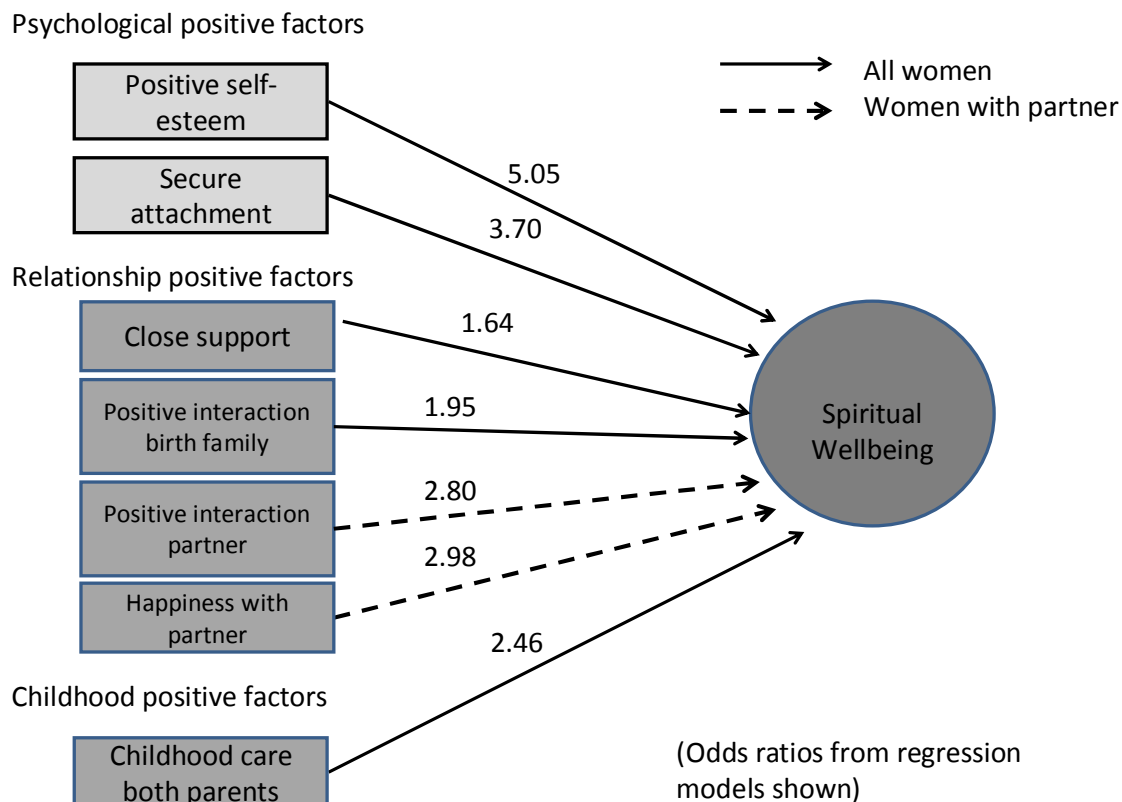 Psychological positive factors
Positive self-
esteem
All women
Women with partner
Secure
attachment
5.05
3.70
Relationship positive factors
Close support
1.64
Positive interaction
birth family
1.95
Spiritual
Wellbeing
Positive interaction
partner
2.80
Happiness with
partner
2.98
2.46
Childhood positive factors
Childhood care
both parents
(Odds ratios from regression
models shown)